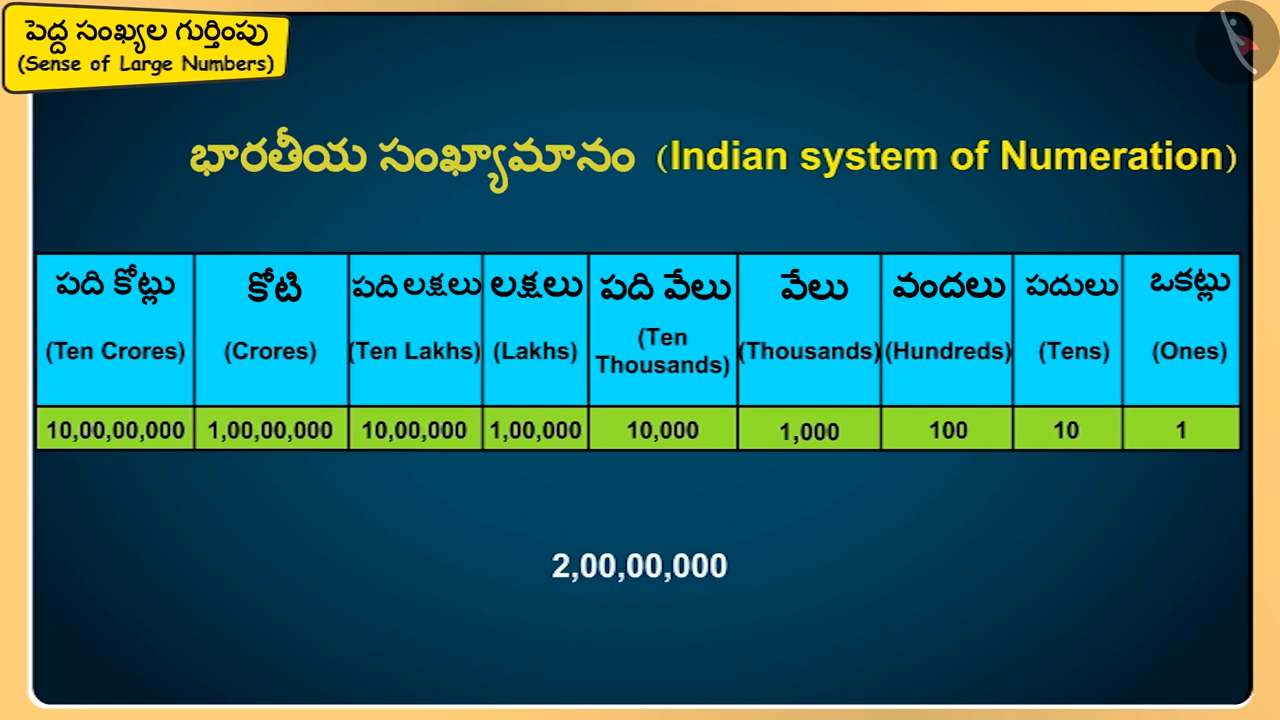 పెద్ద సంఖ్యల గుర్తింపు
(Sense of Large Numbers)
భారతీయ సంఖ్యామానం (Indian system of Numeration)
పది కోట్లు కోటి పది లక్షలు లక్షలు పది వేలు వేలు వందలు పదులు ఒకట్లు
(Ten Crores) (Crores) (Ten Lakhs) (Lakhs) (Ten Thousands) (Thousands) (Hundreds) (Tens) (Ones)
10,00,00,000 1,00,00,000 10,00,000 1,00,000 10,000 1,000 100 10 1
2,00,00,000